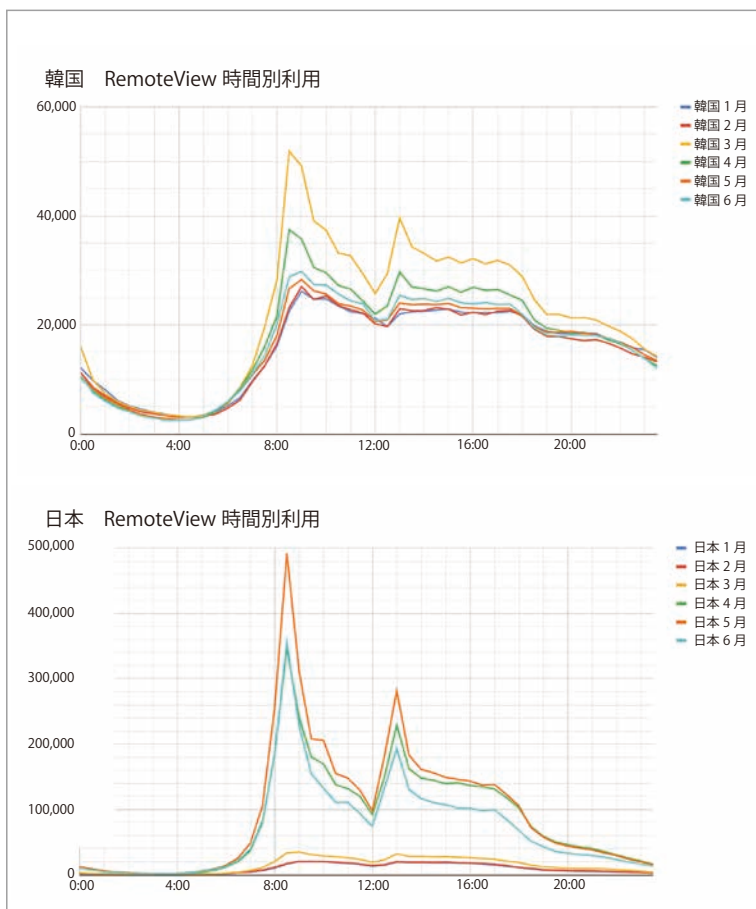 韓国　RemoteView 時間別利用
60,000
40,000
20,000
0
0:00 4:00 8:00 12:00 16:00 20:00
韓国 1 月
韓国 2 月
韓国 3 月
韓国 4 月
韓国 5 月
韓国 6 月
日本　RemoteView 時間別利用
500,000
400,000
300,000
200,000
100,000
0
0:00 4:00 8:00 12:00 16:00 20:00
日本 1 月
日本 2 月
日本 3 月
日本 4 月
日本 5 月
日本 6 月